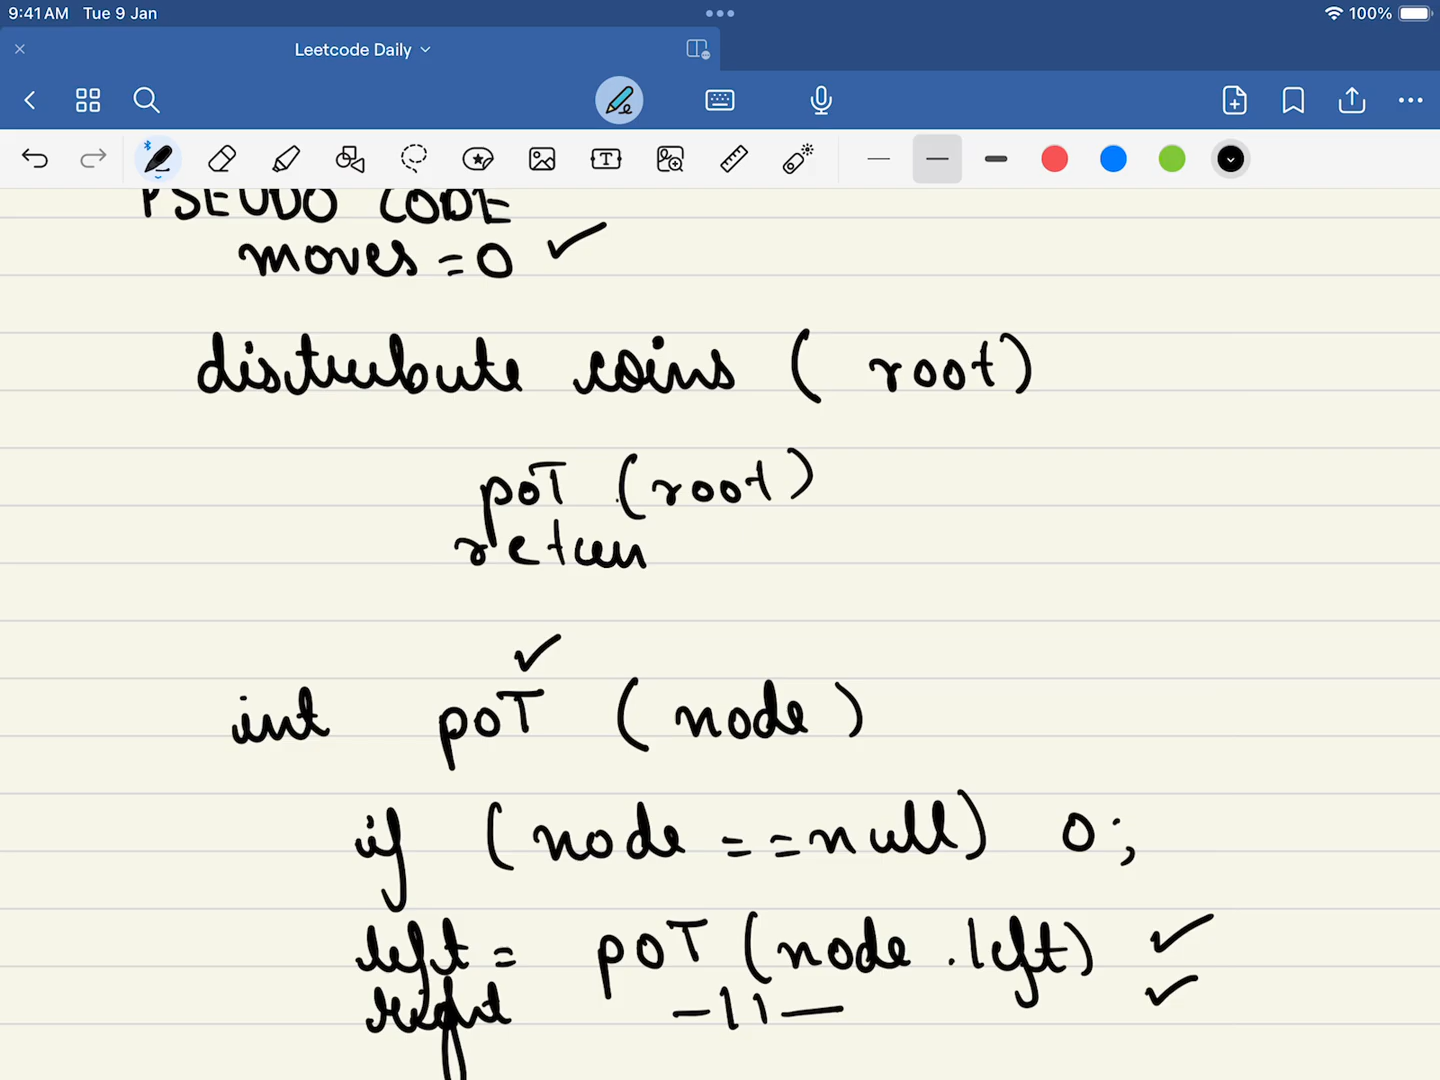 9:41 AM Tue 9 Jan
100%
Leetcode Daily
PSEUDO CODE
moves = 0 ✓
distribute coins ( root)
poT (root)
return
✓
int poT ( node )
if ( node == null) 0 ;
left = poT (node .left) ✓
right —11— ✓